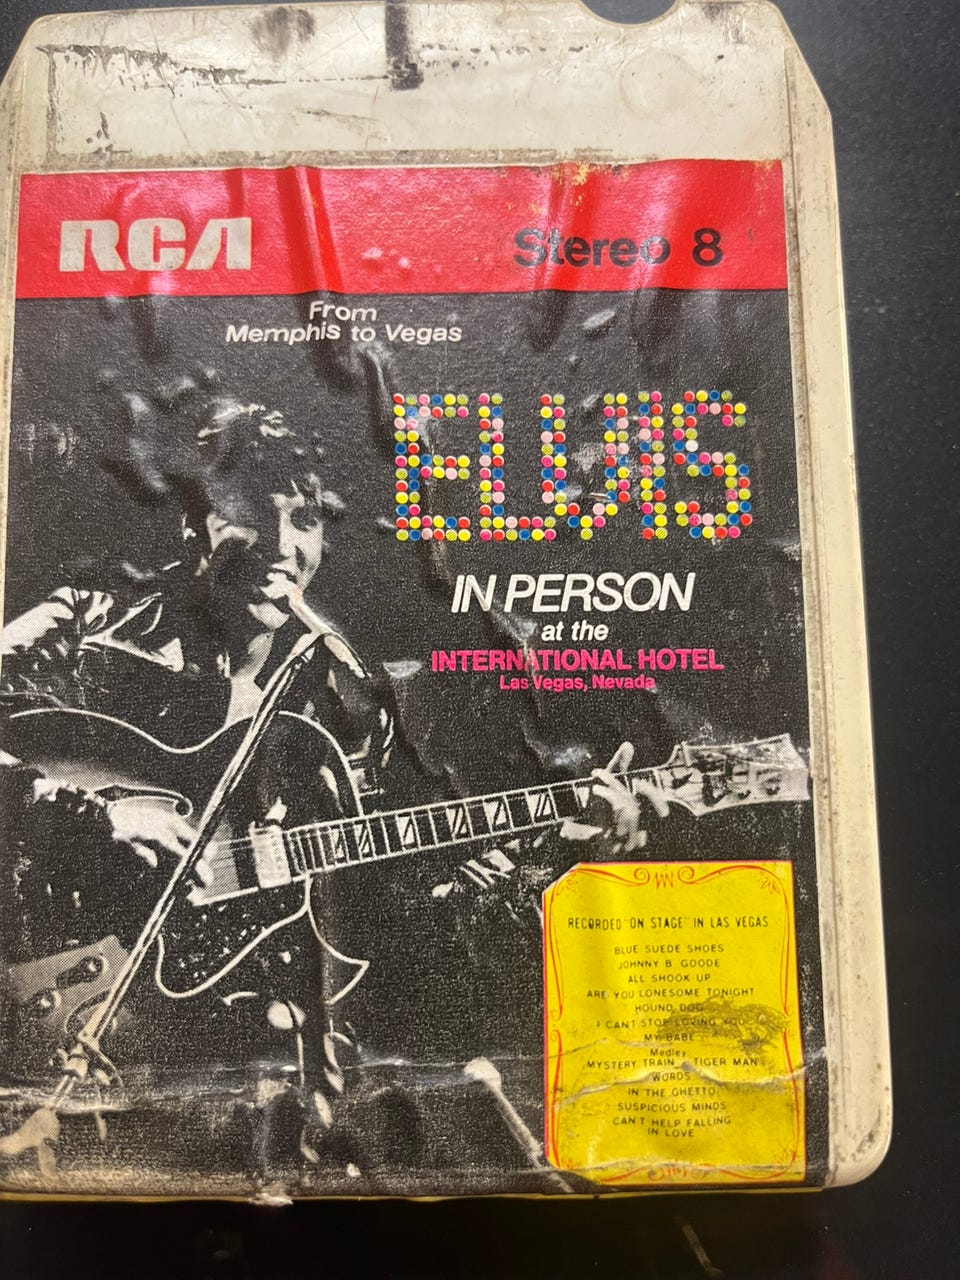 RCA
Stereo 8
From
Memphis to Vegas
ELVIS
IN PERSON
at the
INTERNATIONAL HOTEL
Las Vegas, Nevada
RECORDED "ON STAGE" IN LAS VEGAS
BLUE SUEDE SHOES
JOHNNY B GOODE
ALL SHOOK UP
ARE YOU LONESOME TONIGHT
HOUND DOG
I CANT STOP LOVING YOU
MY BABE
Medley
MYSTERY TRAIN TIGER MAN
WORDS
IN THE GHETTO
SUSPICIOUS MINDS
CAN'T HELP FALLING
IN LOVE